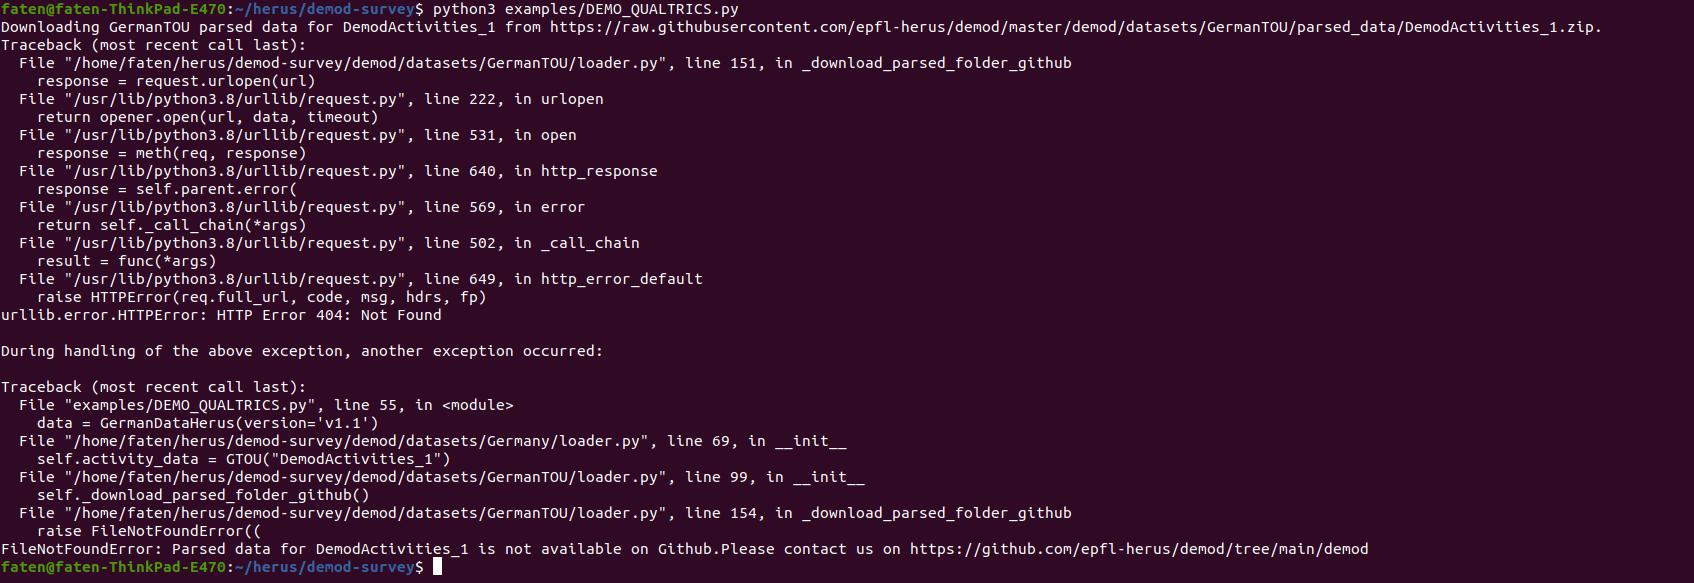 faten@faten-ThinkPad-E470:~/herus/demod-survey$ python3 examples/DEMO_QUALTRICS.py
Downloading GermanTOU parsed data for DemodActivities_1 from https://raw.githubusercontent.com/epfl-herus/demod/master/demod/datasets/GermanTOU/parsed_data/DemodActivities_1.zip.
Traceback (most recent call last):
  File "/home/faten/herus/demod-survey/demod/datasets/GermanTOU/loader.py", line 151, in _download_parsed_folder_github
    response = request.urlopen(url)
  File "/usr/lib/python3.8/urllib/request.py", line 222, in urlopen
    return opener.open(url, data, timeout)
  File "/usr/lib/python3.8/urllib/request.py", line 531, in open
    response = meth(req, response)
  File "/usr/lib/python3.8/urllib/request.py", line 640, in http_response
    response = self.parent.error(
  File "/usr/lib/python3.8/urllib/request.py", line 569, in error
    return self._call_chain(*args)
  File "/usr/lib/python3.8/urllib/request.py", line 502, in _call_chain
    result = func(*args)
  File "/usr/lib/python3.8/urllib/request.py", line 649, in http_error_default
    raise HTTPError(req.full_url, code, msg, hdrs, fp)
urllib.error.HTTPError: HTTP Error 404: Not Found

During handling of the above exception, another exception occurred:

Traceback (most recent call last):
  File "examples/DEMO_QUALTRICS.py", line 55, in <module>
    data = GermanDataHerus(version='v1.1')
  File "/home/faten/herus/demod-survey/demod/datasets/Germany/loader.py", line 69, in __init__
    self.activity_data = GTOU("DemodActivities_1")
  File "/home/faten/herus/demod-survey/demod/datasets/GermanTOU/loader.py", line 99, in __init__
    self._download_parsed_folder_github()
  File "/home/faten/herus/demod-survey/demod/datasets/GermanTOU/loader.py", line 154, in _download_parsed_folder_github
    raise FileNotFoundError((
FileNotFoundError: Parsed data for DemodActivities_1 is not available on Github.Please contact us on https://github.com/epfl-herus/demod/tree/main/demod
faten@faten-ThinkPad-E470:~/herus/demod-survey$